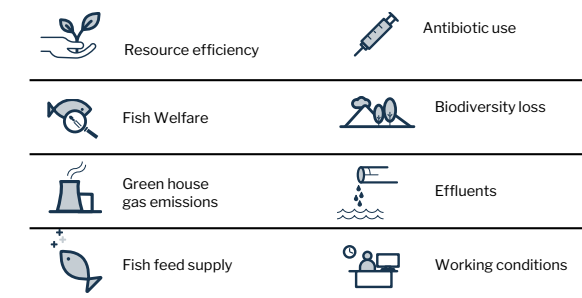 Resource efficiency
Antibiotic use
Fish Welfare
Biodiversity loss
Green house
gas emissions
Effluents
Fish feed supply
Working conditions